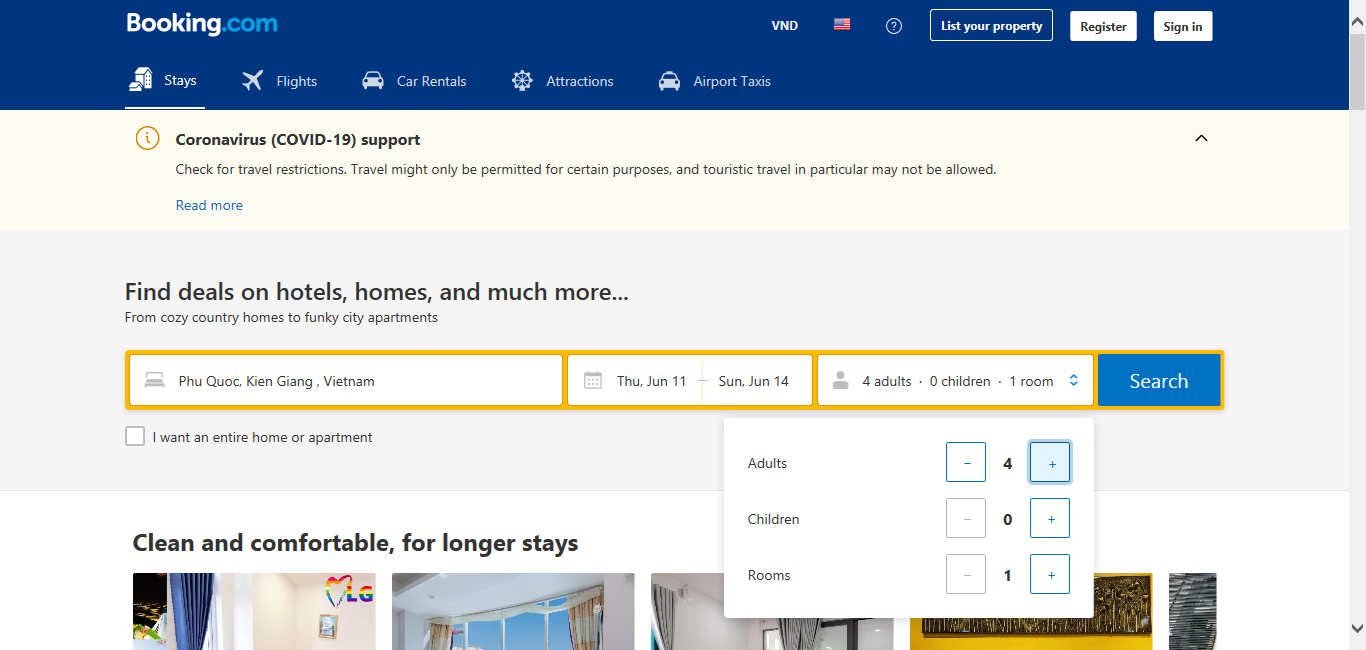 Booking.com
VND
List your property
Register
Sign in
Stays
Flights
Car Rentals
Attractions
Airport Taxis
Coronavirus (COVID-19) support
Check for travel restrictions. Travel might only be permitted for certain purposes, and touristic travel in particular may not be allowed.
Read more
Find deals on hotels, homes, and much more...
From cozy country homes to funky city apartments
Phu Quoc, Kien Giang , Vietnam
Thu, Jun 11 — Sun, Jun 14
4 adults · 0 children · 1 room
Search
I want an entire home or apartment
Adults − 4 +
Children − 0 +
Rooms − 1 +
Clean and comfortable, for longer stays
LG